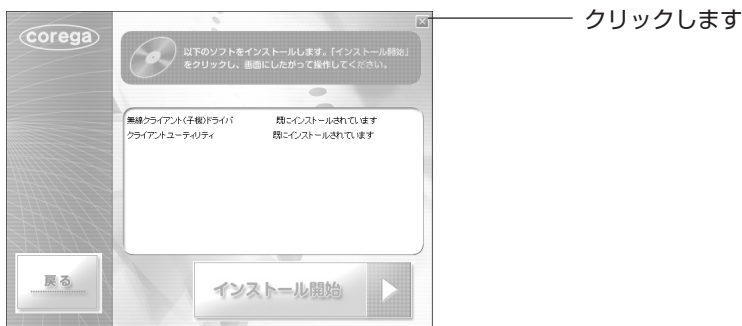 corega
クリックします
以下のソフトをインストールします。「インストール開始」
をクリックし、画面にしたがって操作してください。
無線クライアント(子機)ドライバ 既にインストールされています
クライアントユーティリティ 既にインストールされています
戻る
インストール開始